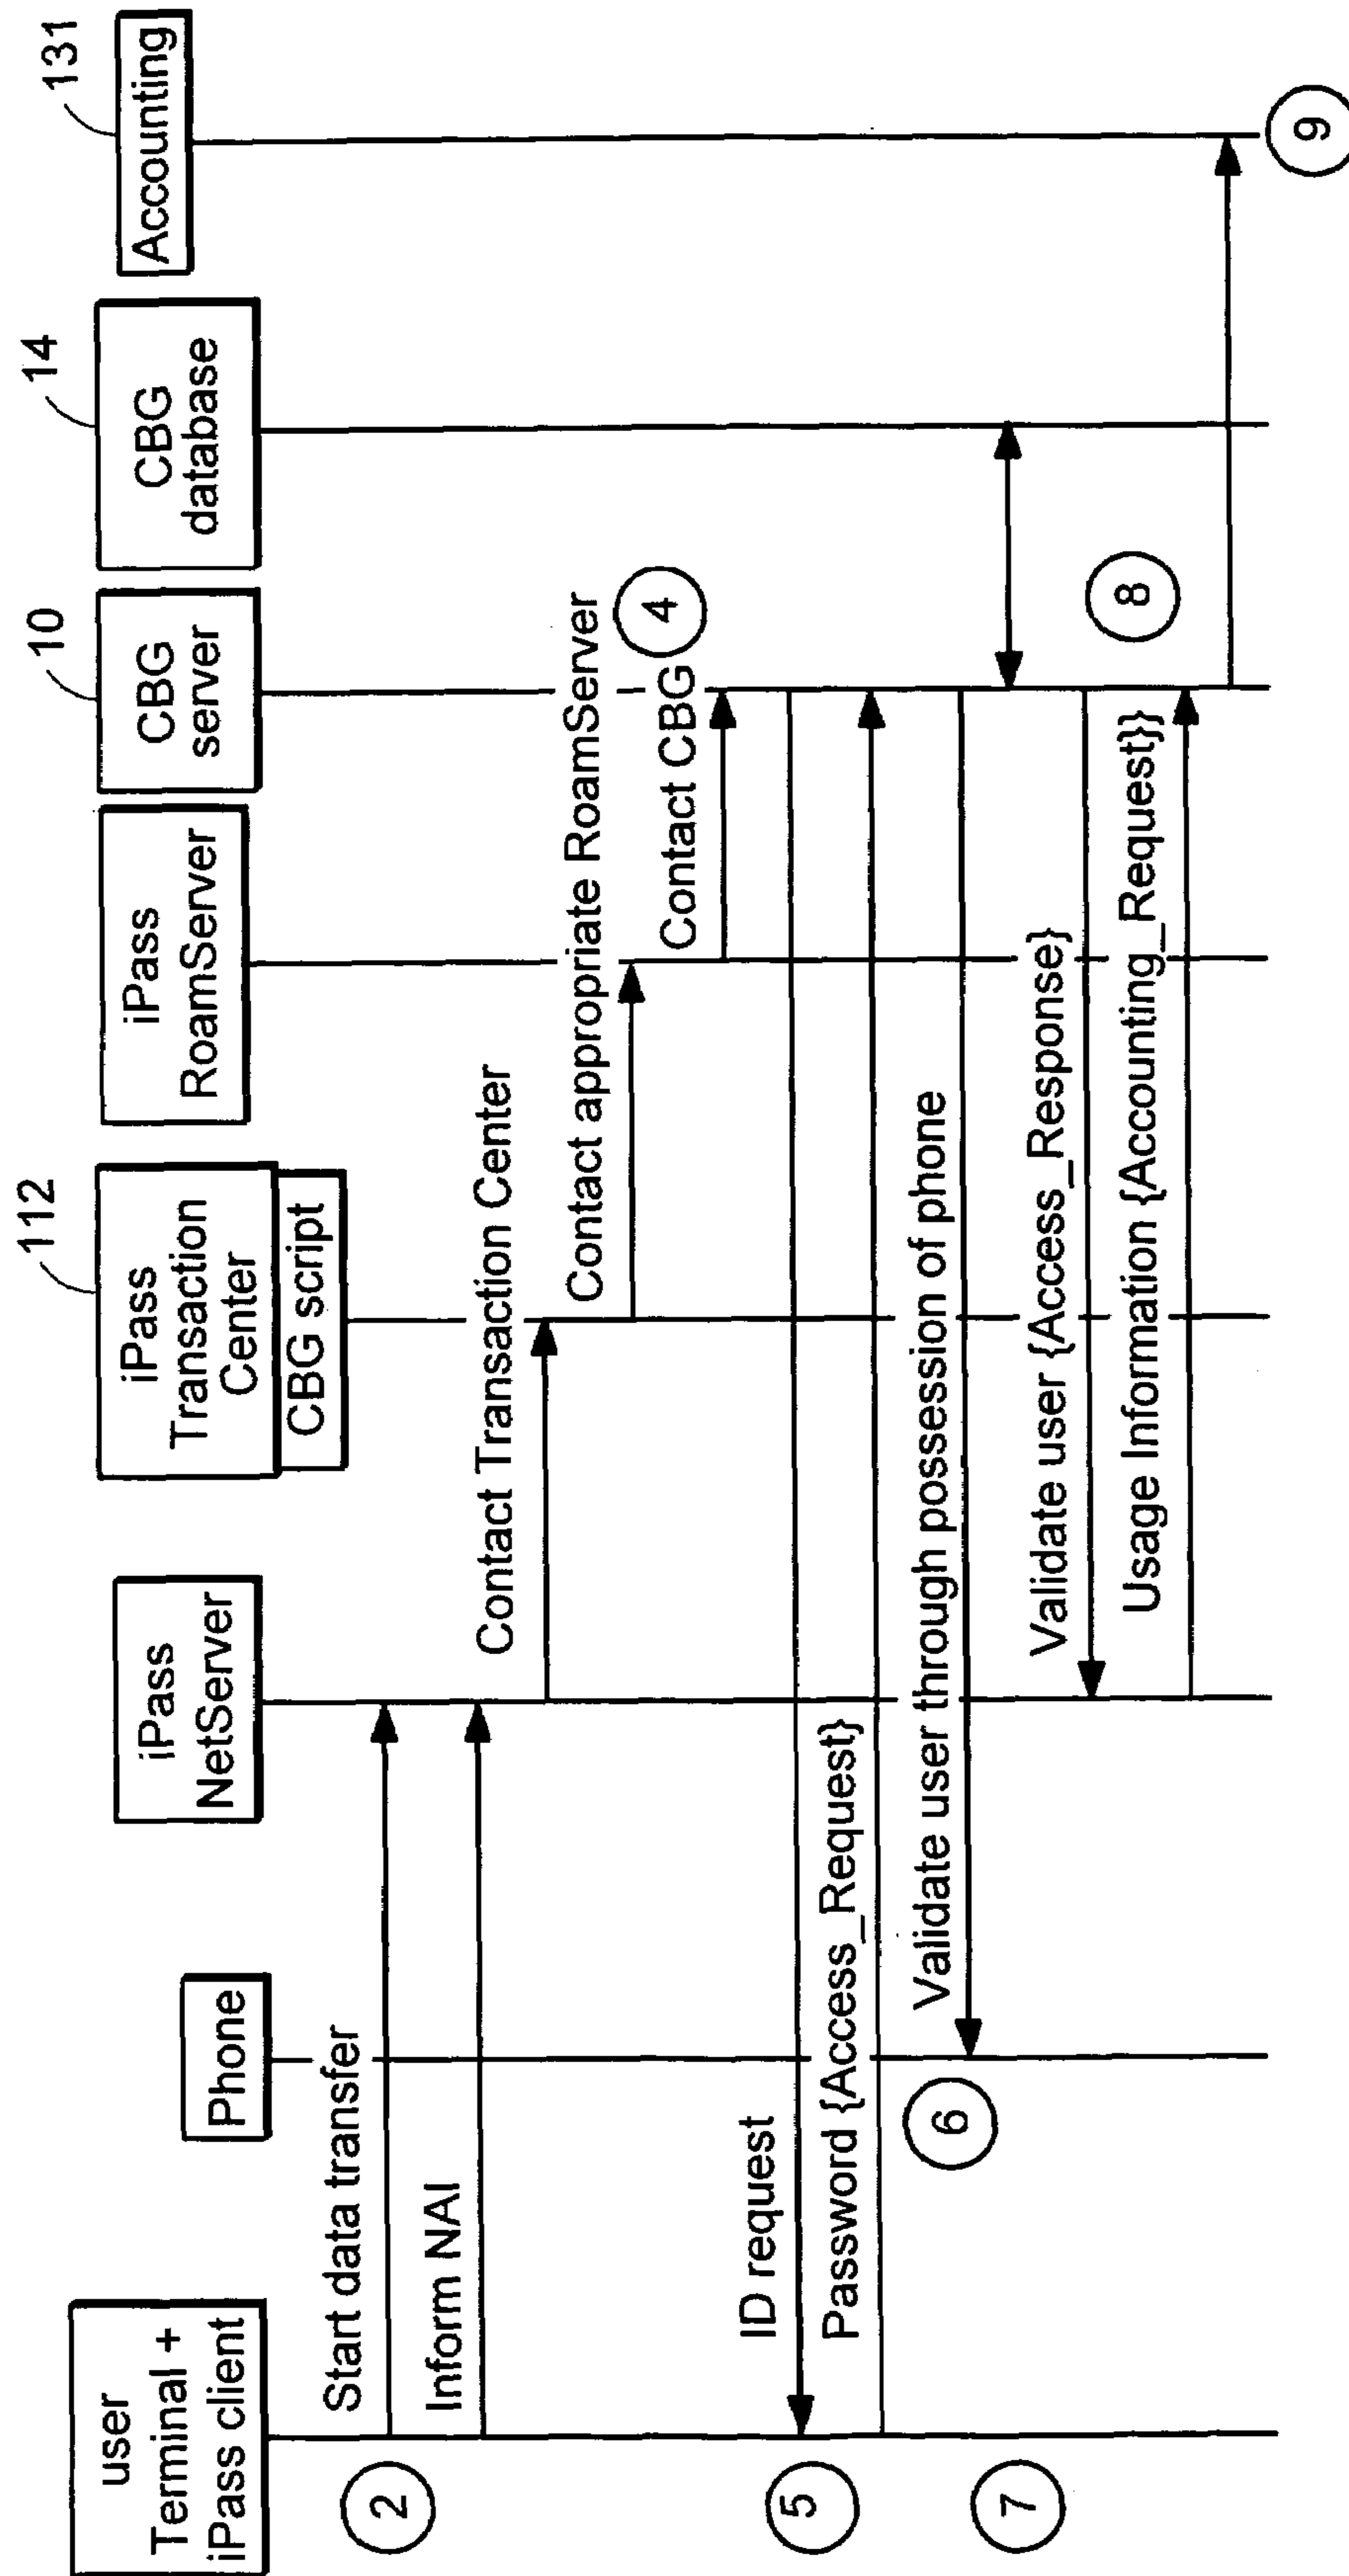 user
Terminal +
iPass client
Phone
iPass
NetServer
112
iPass
Transaction
Center
CBG script
iPass
RoamServer
10
CBG
server
14
CBG
database
131
Accounting
2
Start data transfer
Inform NAI
Contact Transaction Center
Contact appropriate RoamServer
4
Contact CBG
5
ID request
Password {Access_Request}
6
Validate user through possession of phone
7
Validate user {Access_Response}
8
Usage Information {Accounting_Request}}
9